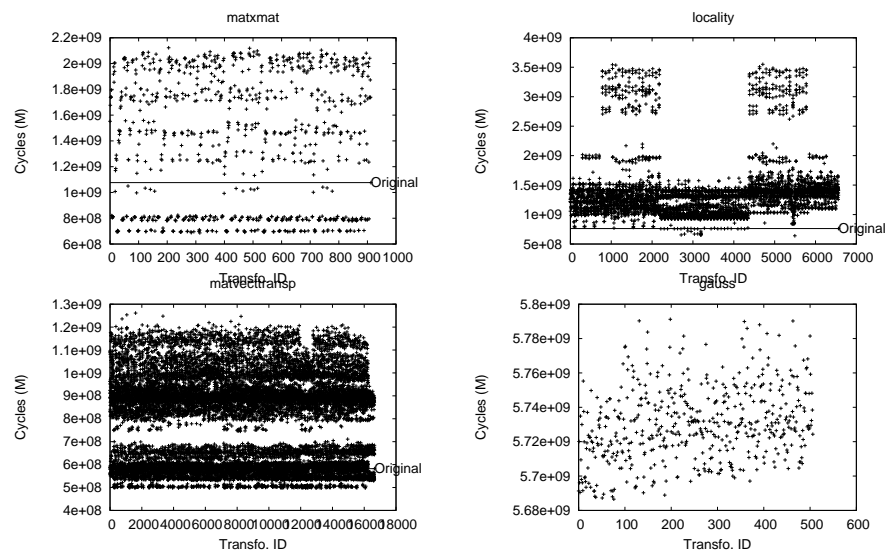 matxmat
2.2e+09
2e+09
1.8e+09
1.6e+09
1.4e+09
1.2e+09
1e+09
8e+08
6e+08
Cycles (M)
Original
0 100 200 300 400 500 600 700 800 900 1000
Transfo. ID
locality
4e+09
3.5e+09
3e+09
2.5e+09
2e+09
1.5e+09
1e+09
5e+08
Cycles (M)
Original
0 1000 2000 3000 4000 5000 6000 7000
Transfo. ID
matvecttransp
1.3e+09
1.2e+09
1.1e+09
1e+09
9e+08
8e+08
7e+08
6e+08
5e+08
4e+08
Cycles (M)
Original
0 2000 4000 6000 8000 10000 12000 14000 16000 18000
Transfo. ID
gauss
5.8e+09
5.78e+09
5.76e+09
5.74e+09
5.72e+09
5.7e+09
5.68e+09
Cycles (M)
0 100 200 300 400 500 600
Transfo. ID